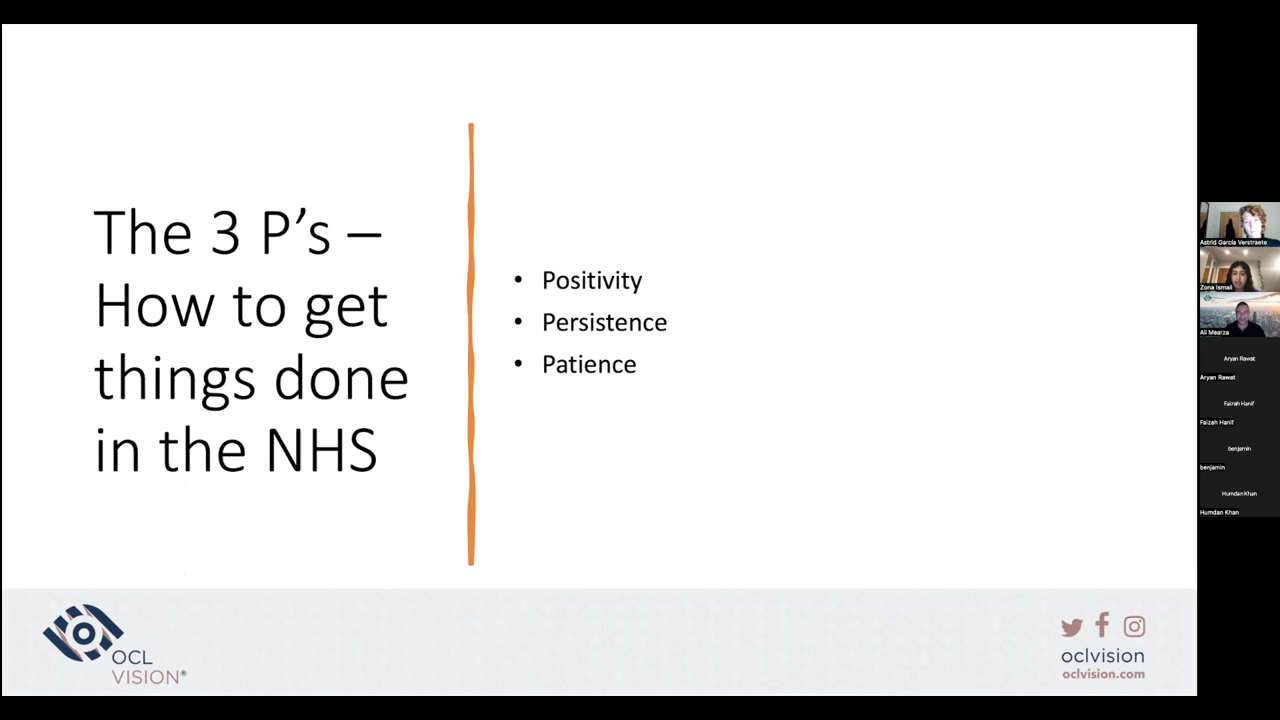 The 3 P’s –
How to get
things done
in the NHS
• Positivity
• Persistence
• Patience
OCL
VISION®
oclvision
oclvision.com
Astrid García Verstraete
Zona Ismail
Ali Mearza
Aryan Rawat
Aryan Rawat
Faizah Hanif
Faizah Hanif
benjamin
benjamin
Humdan Khan
Humdan Khan